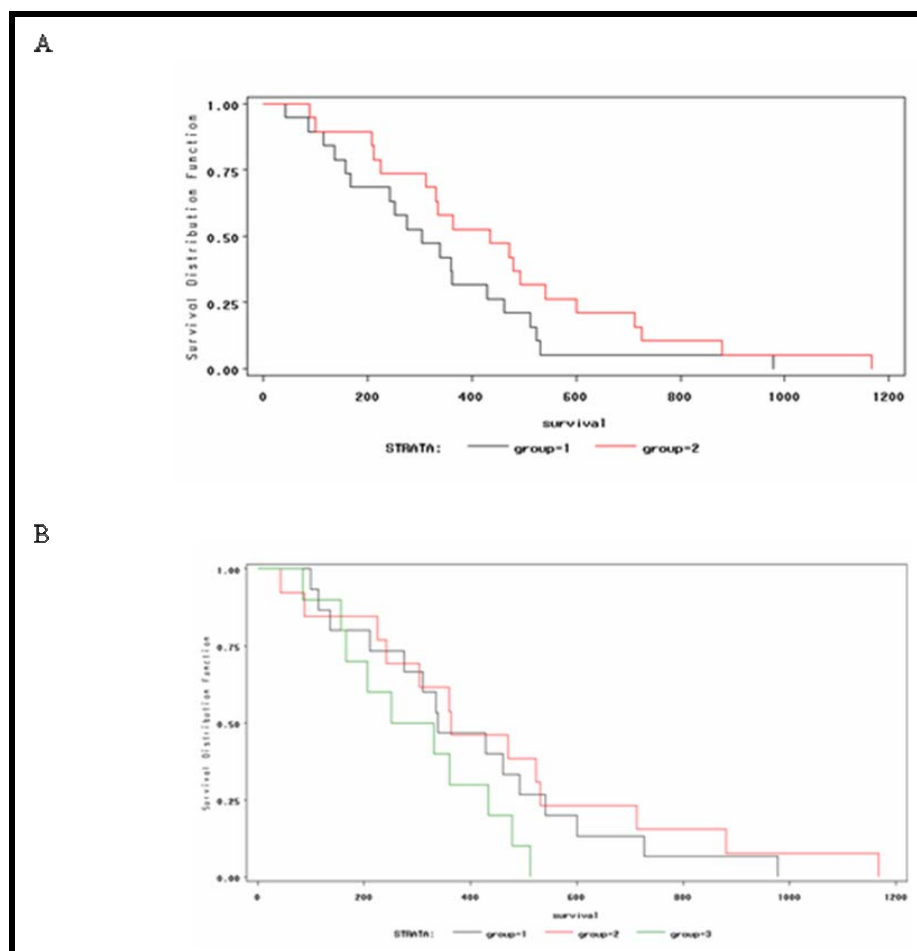 A
Survival Distribution Function
1.00
0.75
0.50
0.25
0.00
0 200 400 600 800 1000 1200
survival
STRATA: group=1 group=2
B
Survival Distribution Function
1.00
0.75
0.50
0.25
0.00
0 200 400 600 800 1000 1200
survival
STRATA: group=1 group=2 group=3